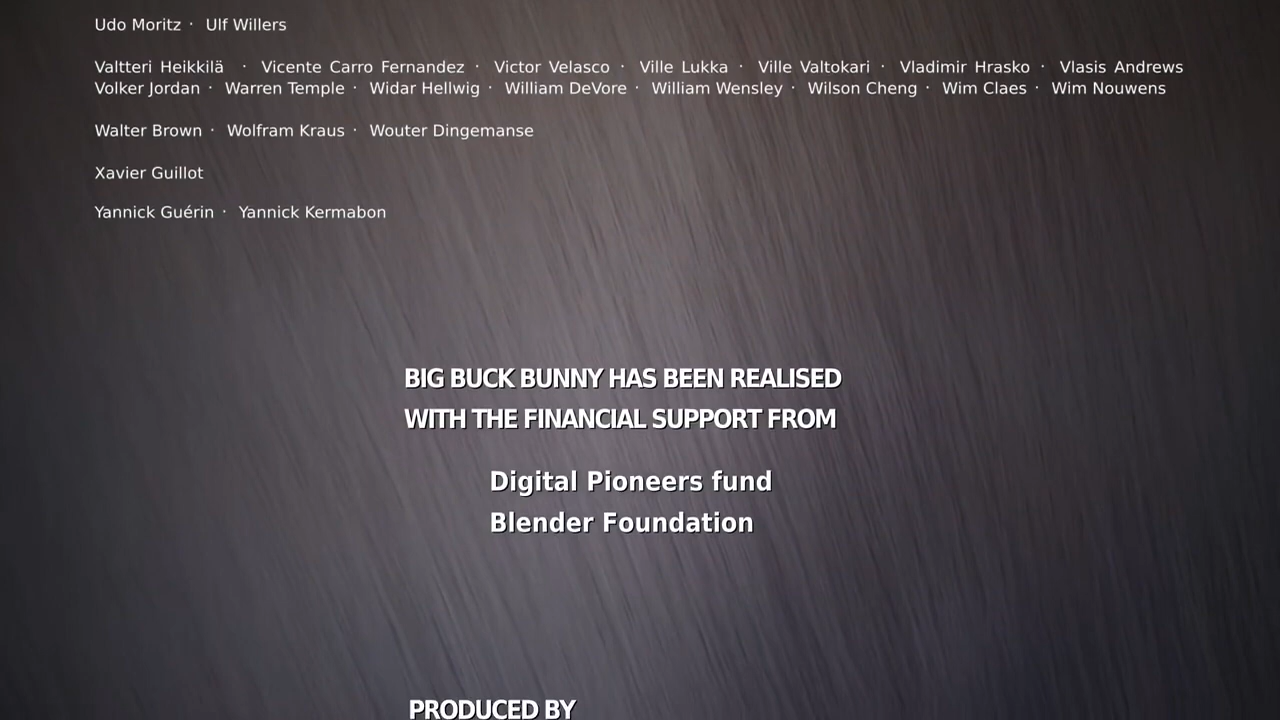 Udo Moritz · Ulf Willers
Valtteri Heikkilä · Vicente Carro Fernandez · Victor Velasco · Ville Lukka · Ville Valtokari · Vladimir Hrasko · Vlasis Andrews
Volker Jordan · Warren Temple · Widar Hellwig · William DeVore · William Wensley · Wilson Cheng · Wim Claes · Wim Nouwens
Walter Brown · Wolfram Kraus · Wouter Dingemanse
Xavier Guillot
Yannick Guérin · Yannick Kermabon
BIG BUCK BUNNY HAS BEEN REALISED
WITH THE FINANCIAL SUPPORT FROM
Digital Pioneers fund
Blender Foundation
PRODUCED BY